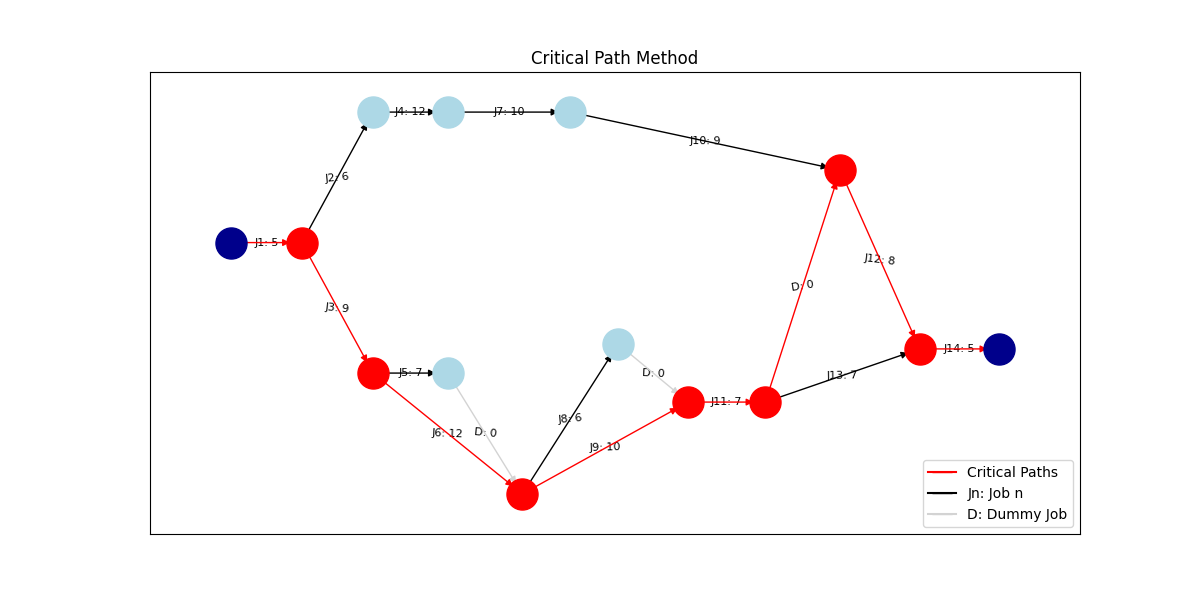 Critical Path Method
J4: 12
J7: 10
J10: 9
J2: 6
J1: 5
J12: 8
D: 0
J3: 9
J14: 5
J5: 7
D: 0
J13: 7
J11: 7
J8: 6
J6: 12
D: 0
J9: 10
Critical Paths
Jn: Job n
D: Dummy Job